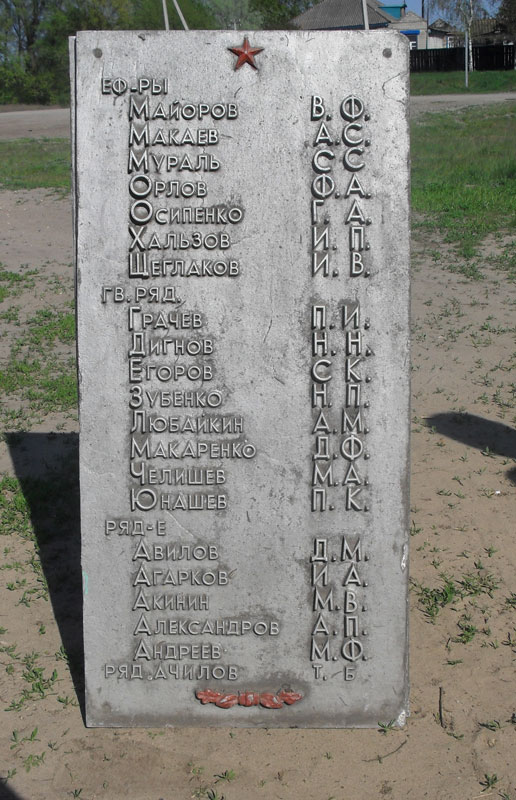 ЕФ-РЫ
МАЙОРОВ В. Ф.
МАКАЕВ А. С.
МУРАЛЬ С. С.
ОРЛОВ Ф. А.
ОСИПЕНКО Г. А.
ХАЛЬЗОВ И. П.
ЩЕГЛАКОВ И. В.
ГВ. РЯД.
ГРАЧЕВ П. И.
ДИГНОВ Н. Н.
ЕГОРОВ С. К.
ЗУБЕНКО Н. П.
ЛЮБАЙКИН А. М.
МАКАРЕНКО Д. Ф.
ЧЕЛИЩЕВ М. А.
ЮНАШЕВ П. К.
РЯД-Е
АВИЛОВ Д. М.
АГАРКОВ И. А.
АКИНИН М. В.
АЛЕКСАНДРОВ А. П.
АНДРЕЕВ М. Ф.
РЯД. АЧИЛОВ Т. Б